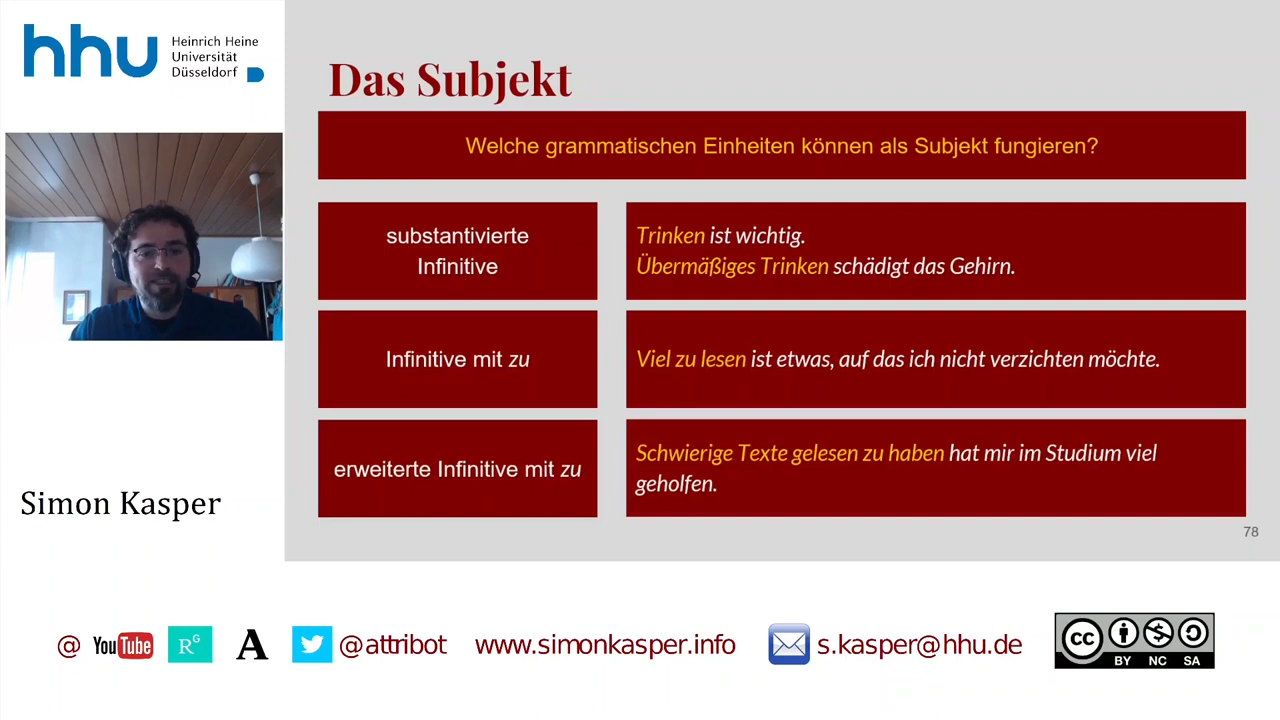 hhu
Heinrich Heine
Universität
Düsseldorf
Das Subjekt
Welche grammatischen Einheiten können als Subjekt fungieren?
substantivierte
Infinitive
Trinken ist wichtig.
Übermäßiges Trinken schädigt das Gehirn.
Infinitive mit zu
Viel zu lesen ist etwas, auf das ich nicht verzichten möchte.
erweiterte Infinitive mit zu
Schwierige Texte gelesen zu haben hat mir im Studium viel
geholfen.
78
Simon Kasper
@ YouTube RG A @attribot www.simonkasper.info s.kasper@hhu.de
cc
BY NC SA